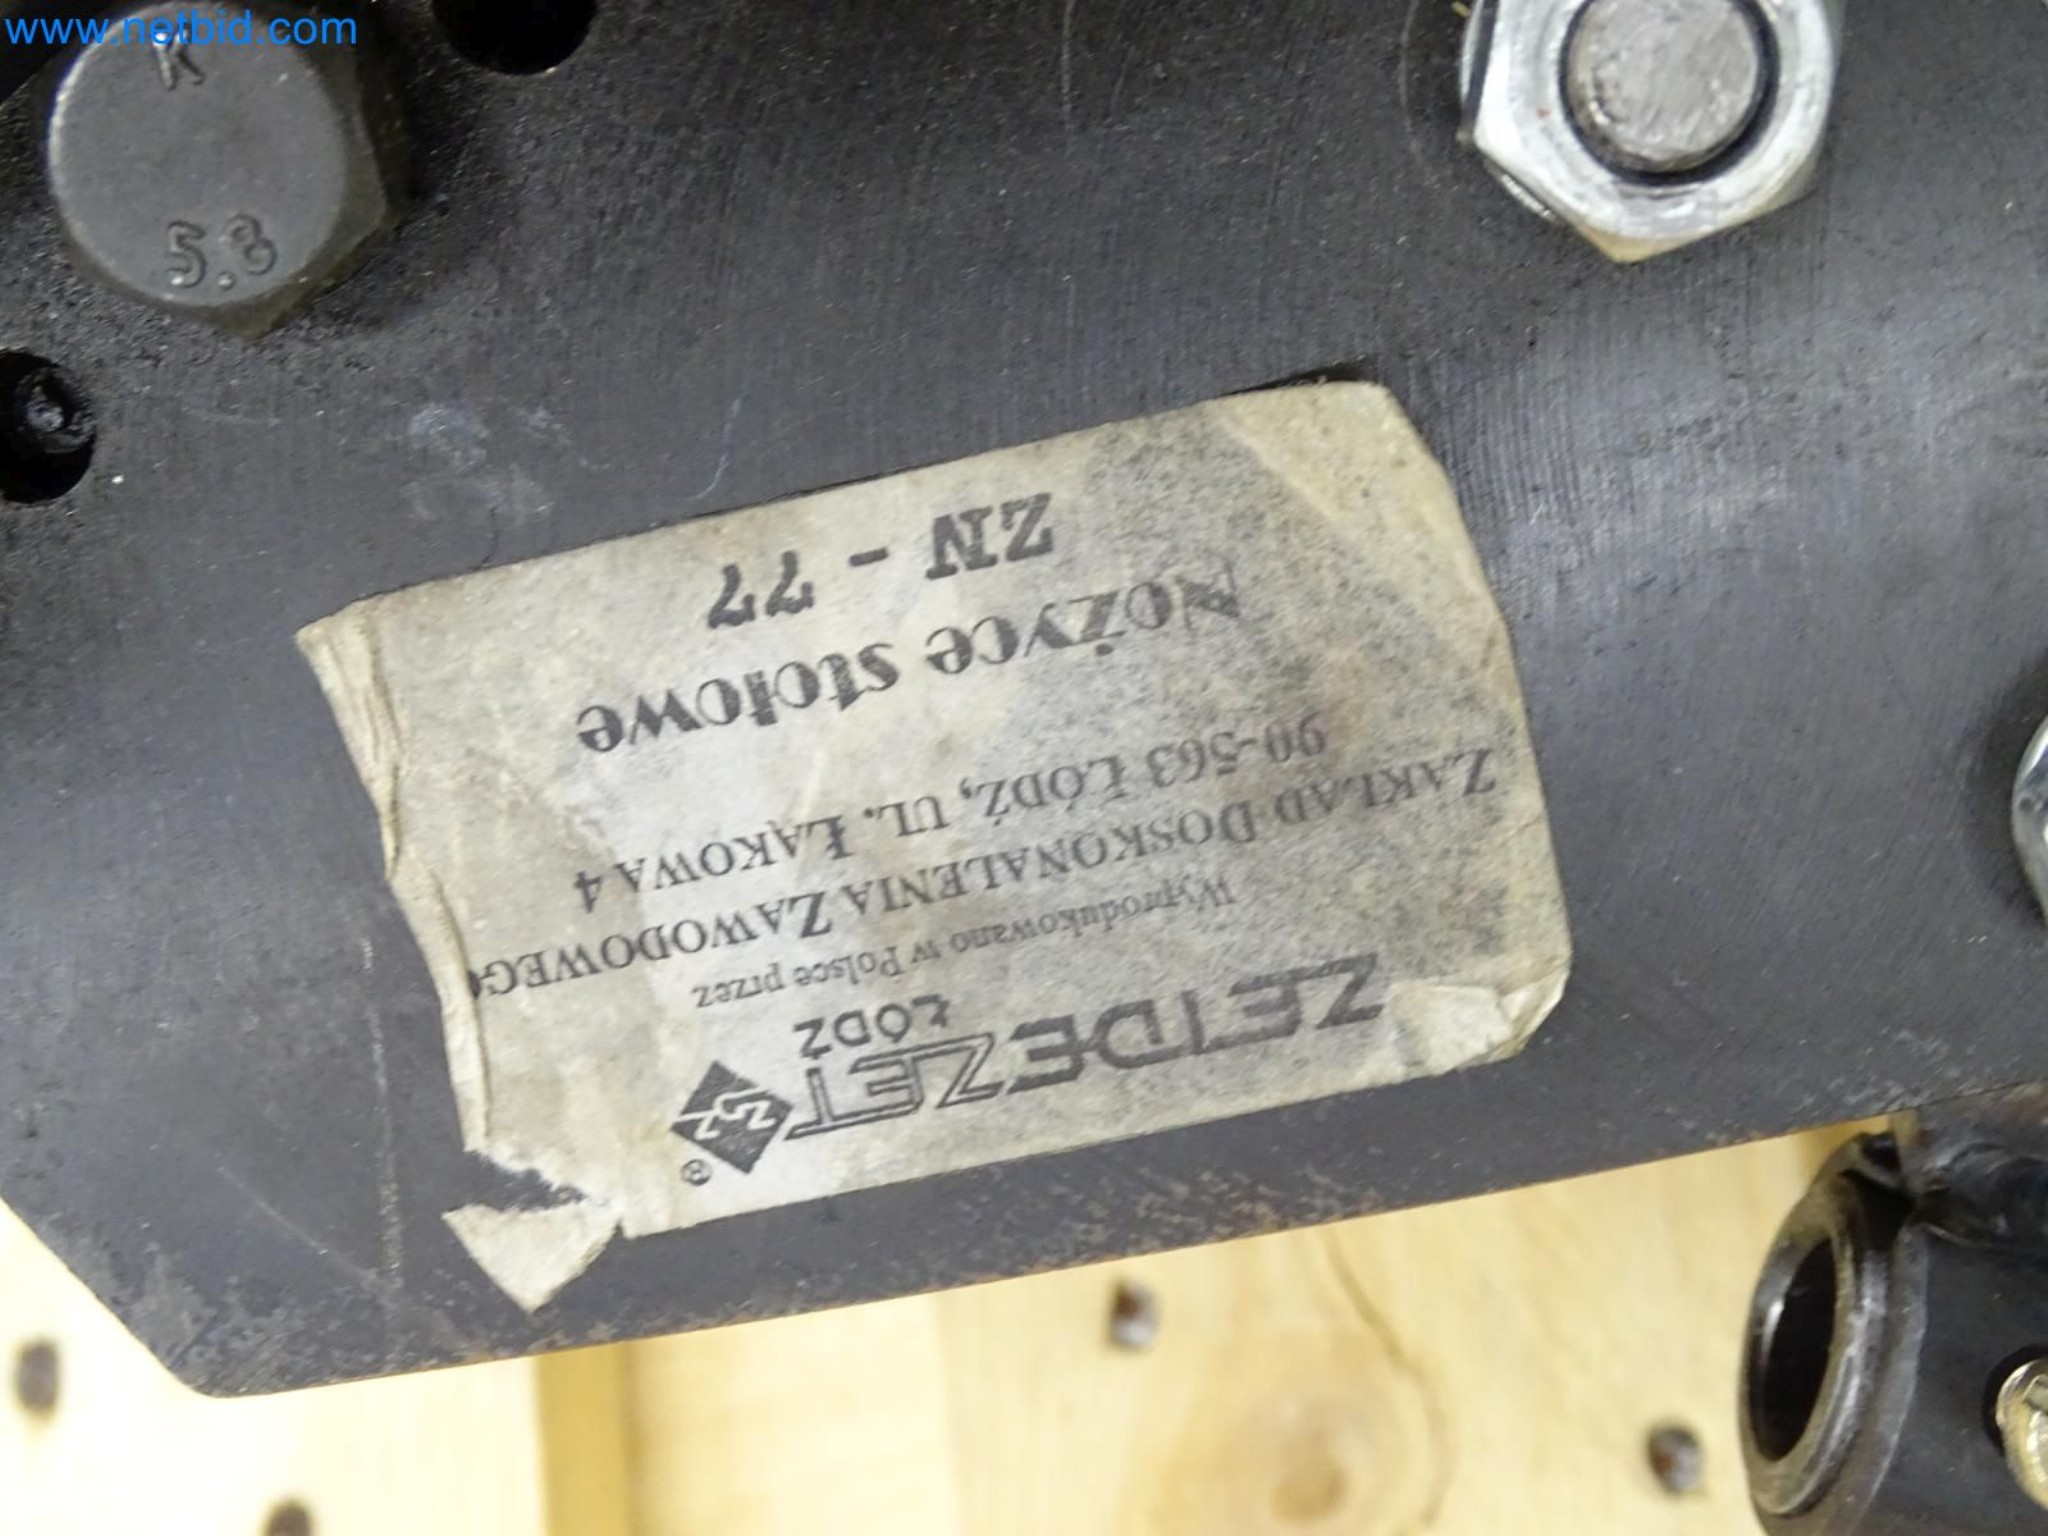 www.netbid.com
K
5.8
ZEIDEZET
ŁÓDŹ
®
Wyprodukowano w Polsce przez
ZAKŁAD DOSKONALENIA ZAWODOWEGO
90-563 ŁÓDŹ, UL. ŁĄKOWA 4
Nożyce stołowe
ZN - 77